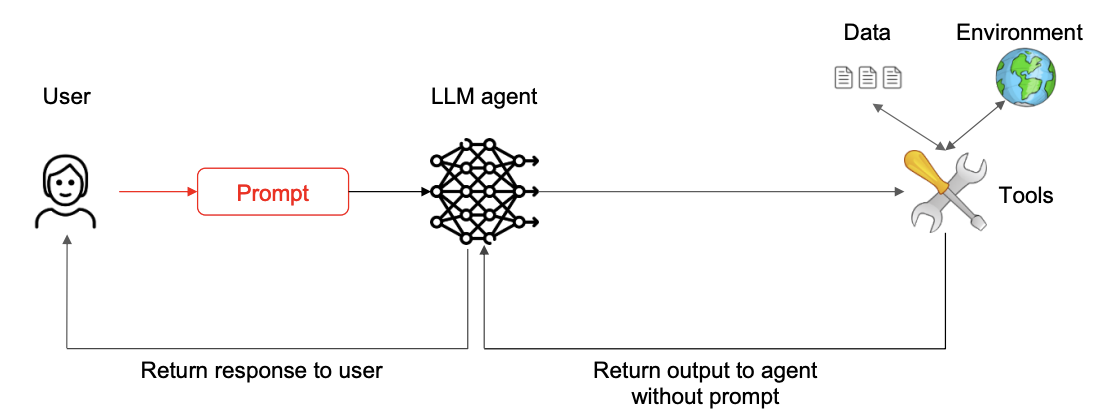 Data
Environment
User
LLM agent
Prompt
Tools
Return response to user
Return output to agent
without prompt